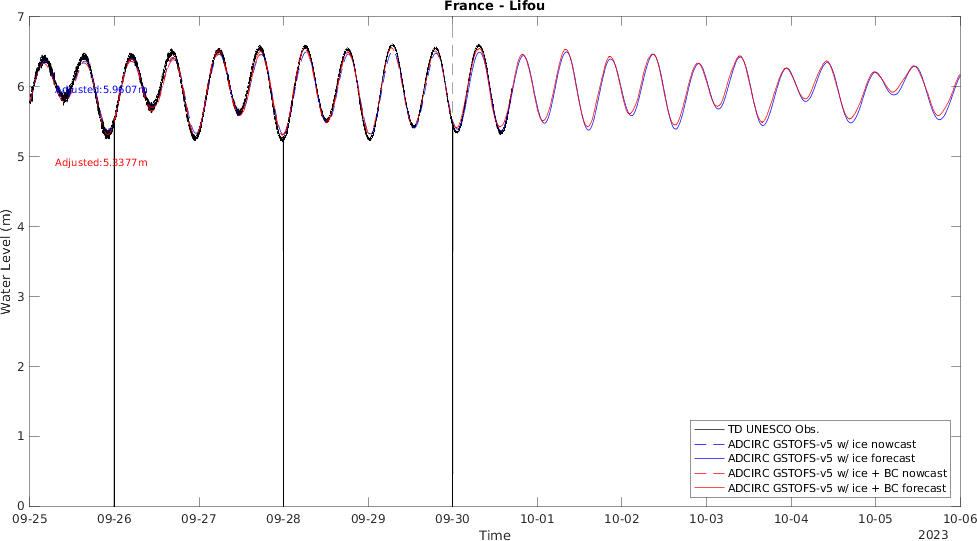 France - Lifou
7
6
5
4
3
2
1
0
Water Level (m)
Adjusted:5.9607m
Adjusted:5.3377m
TD UNESCO Obs.
ADCIRC GSTOFS-v5 w/ ice nowcast
ADCIRC GSTOFS-v5 w/ ice forecast
ADCIRC GSTOFS-v5 w/ ice + BC nowcast
ADCIRC GSTOFS-v5 w/ ice + BC forecast
09-25 09-26 09-27 09-28 09-29 09-30 10-01 10-02 10-03 10-04 10-05 10-06
Time
2023